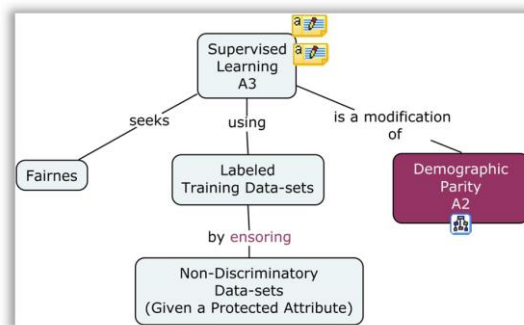 a
Supervised
Learning
A3
a
seeks
using
is a modification
of
Fairnes
Labeled
Training Data-sets
Demographic
Parity
A2
by ensoring
Non-Discriminatory
Data-sets
(Given a Protected Attribute)